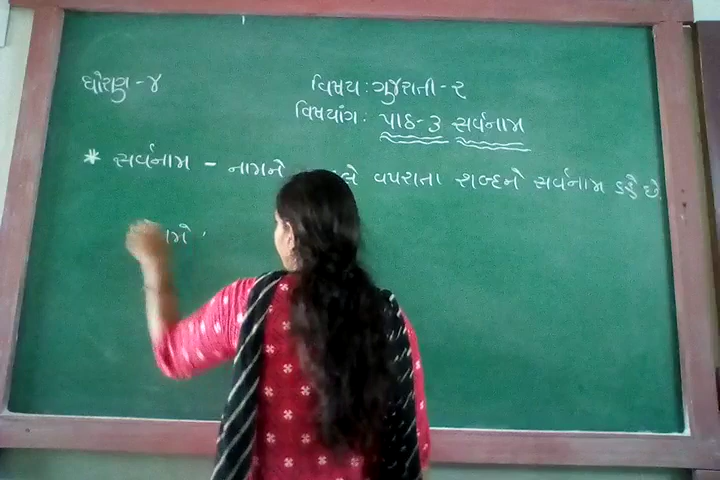 ધોરણ - ૪
વિષય : ગુજરાતી - ૨
વિષયાંગ : પાઠ - ૩ સર્વનામ
* સર્વનામ - નામને વપરાતા શબ્દને સર્વનામ કહે છે.